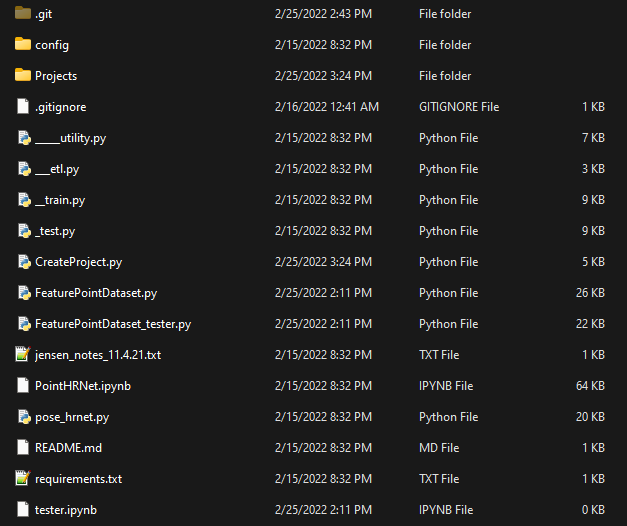 .git 2/25/2022 2:43 PM File folder
config 2/15/2022 8:32 PM File folder
Projects 2/25/2022 3:24 PM File folder
.gitignore 2/16/2022 12:41 AM GITIGNORE File 1 KB
_____utility.py 2/15/2022 8:32 PM Python File 7 KB
___etl.py 2/15/2022 8:32 PM Python File 3 KB
__train.py 2/15/2022 8:32 PM Python File 9 KB
_test.py 2/15/2022 8:32 PM Python File 9 KB
CreateProject.py 2/25/2022 3:24 PM Python File 5 KB
FeaturePointDataset.py 2/25/2022 2:11 PM Python File 26 KB
FeaturePointDataset_tester.py 2/25/2022 2:11 PM Python File 22 KB
jensen_notes_11.4.21.txt 2/15/2022 8:32 PM TXT File 1 KB
PointHRNet.ipynb 2/15/2022 8:32 PM IPYNB File 64 KB
pose_hrnet.py 2/15/2022 8:32 PM Python File 20 KB
README.md 2/15/2022 8:32 PM MD File 1 KB
requirements.txt 2/15/2022 8:32 PM TXT File 1 KB
tester.ipynb 2/25/2022 2:11 PM IPYNB File 0 KB